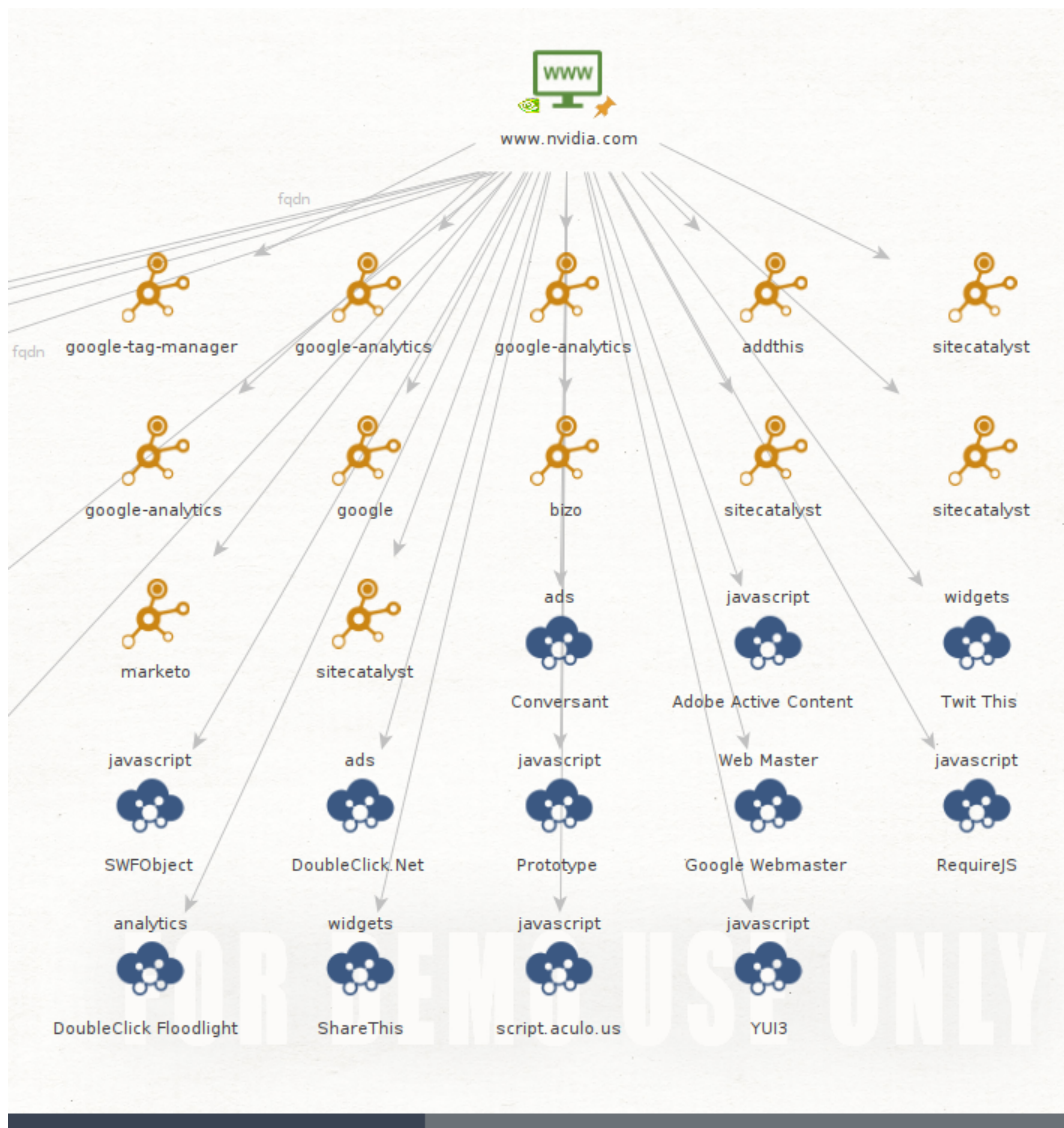 WWW
www.nvidia.com
fqdn
fqdn
google-tag-manager
google-analytics
google-analytics
addthis
sitecatalyst
google-analytics
google
bizo
sitecatalyst
sitecatalyst
marketo
sitecatalyst
ads
Conversant
javascript
Adobe Active Content
widgets
Twit This
javascript
SWFObject
ads
DoubleClick.Net
javascript
Prototype
Web Master
Google Webmaster
javascript
RequireJS
analytics
DoubleClick Floodlight
widgets
ShareThis
javascript
script.aculo.us
javascript
YUI3
FOR DEMO USE ONLY